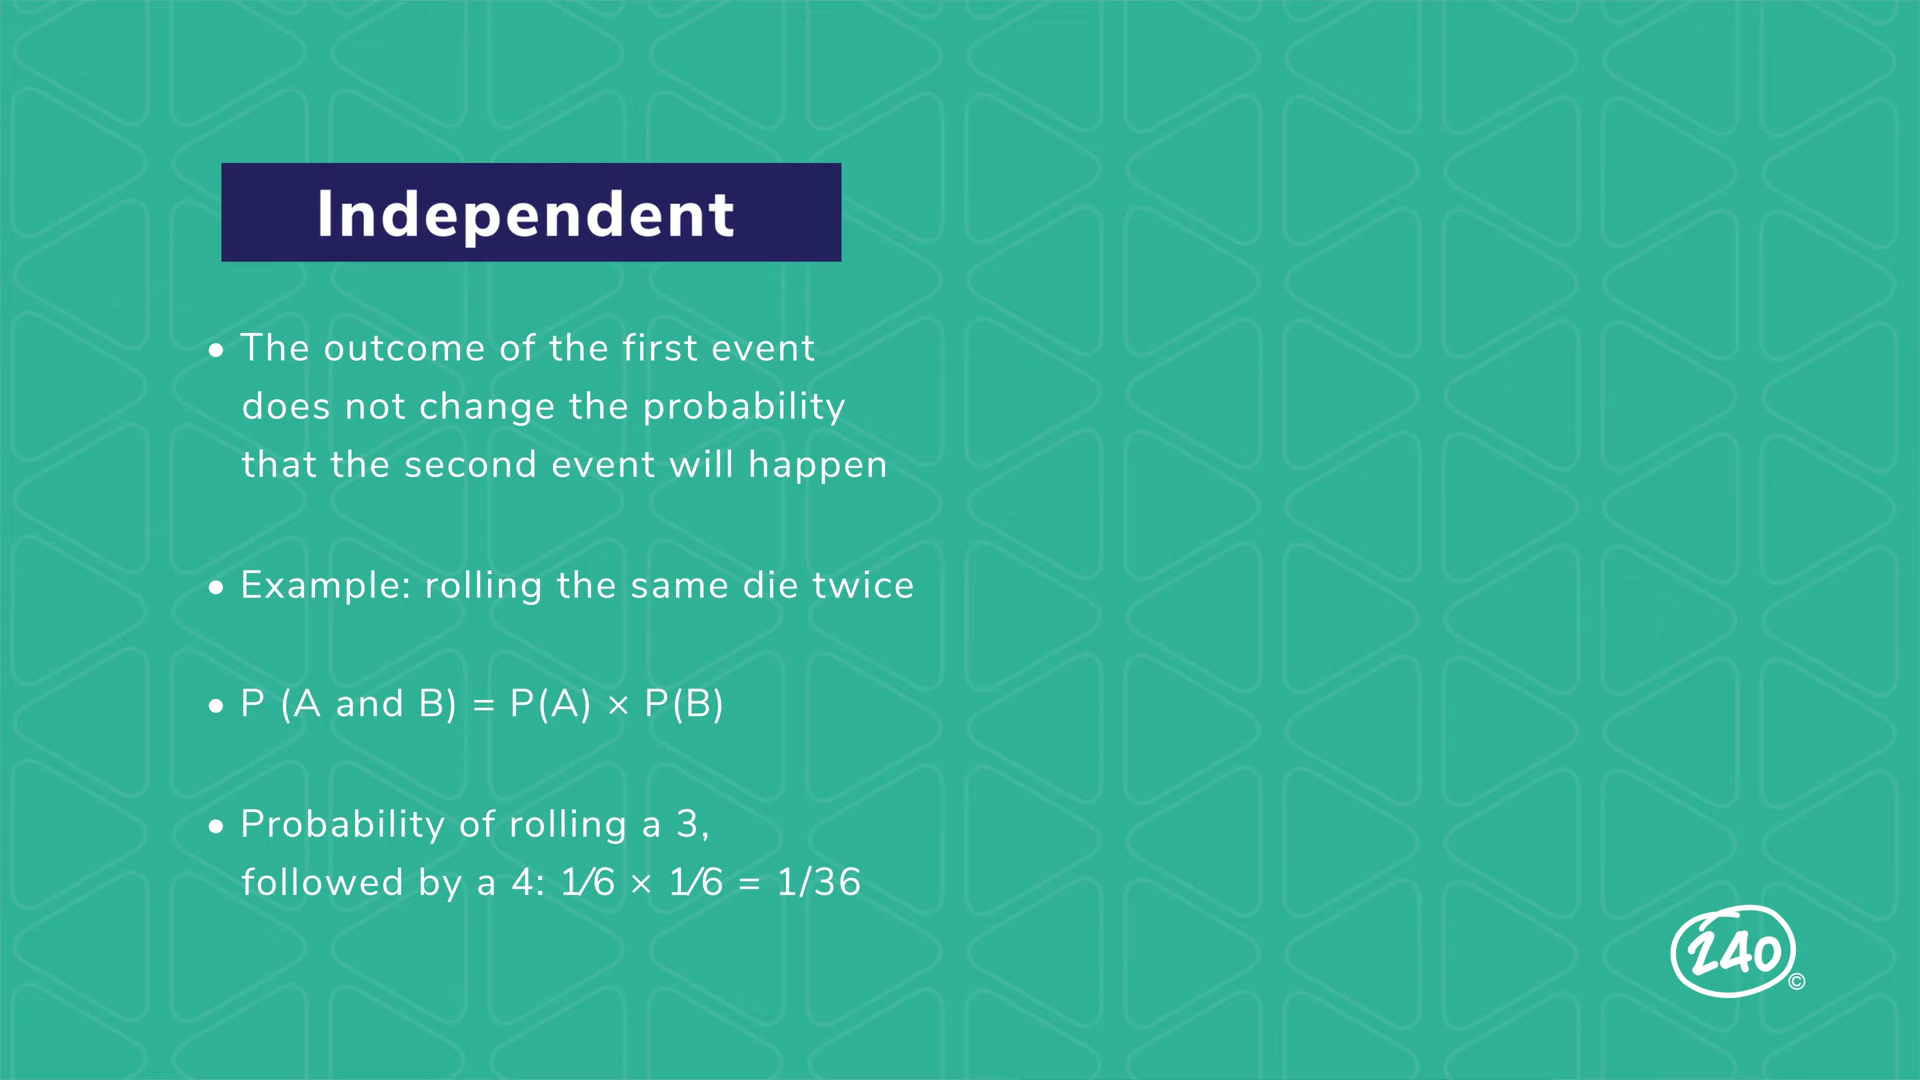 Independent
• The outcome of the first event
does not change the probability
that the second event will happen
• Example: rolling the same die twice
• P (A and B) = P(A) × P(B)
• Probability of rolling a 3,
followed by a 4: 1⁄6 × 1⁄6 = 1/36
240
©